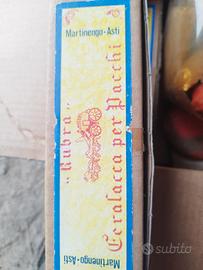 Martinengo-Asti
„Rubra"
Ceralacca per Pacchi
Martinengo-Asti
subito